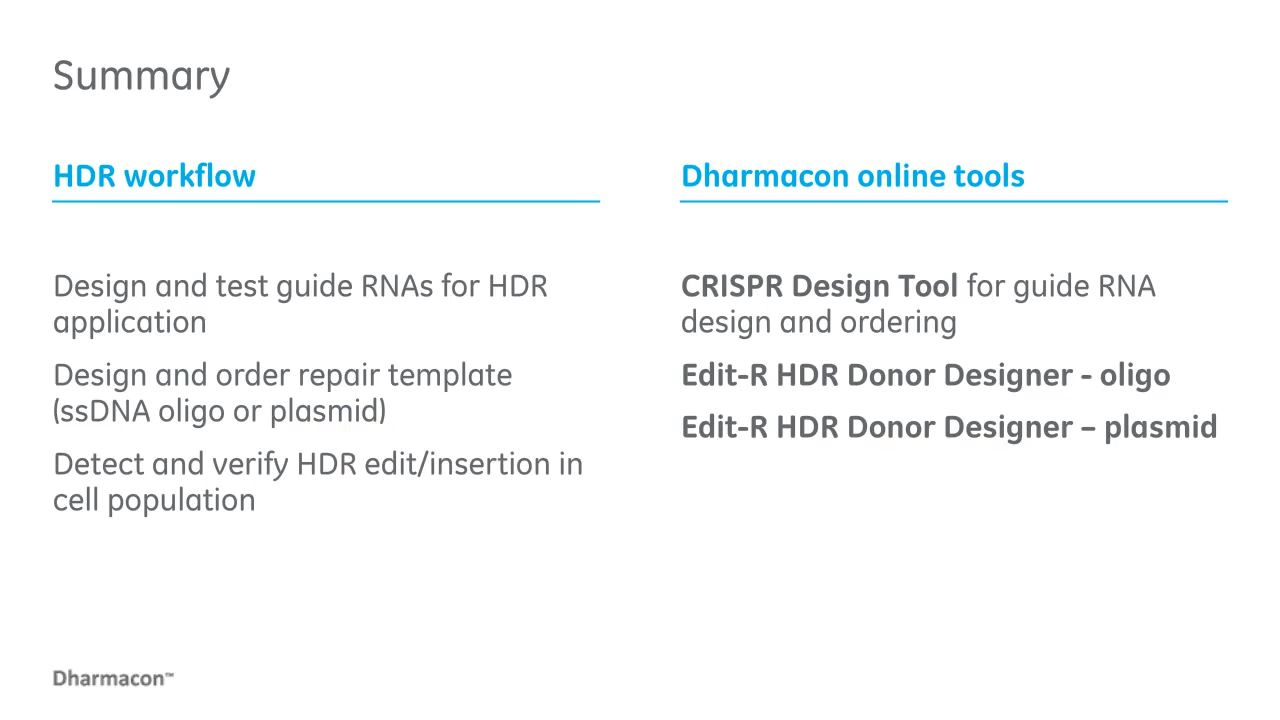 Summary
HDR workflow
Design and test guide RNAs for HDR
application
Design and order repair template
(ssDNA oligo or plasmid)
Detect and verify HDR edit/insertion in
cell population
Dharmacon online tools
CRISPR Design Tool for guide RNA
design and ordering
Edit-R HDR Donor Designer - oligo
Edit-R HDR Donor Designer – plasmid
Dharmacon™